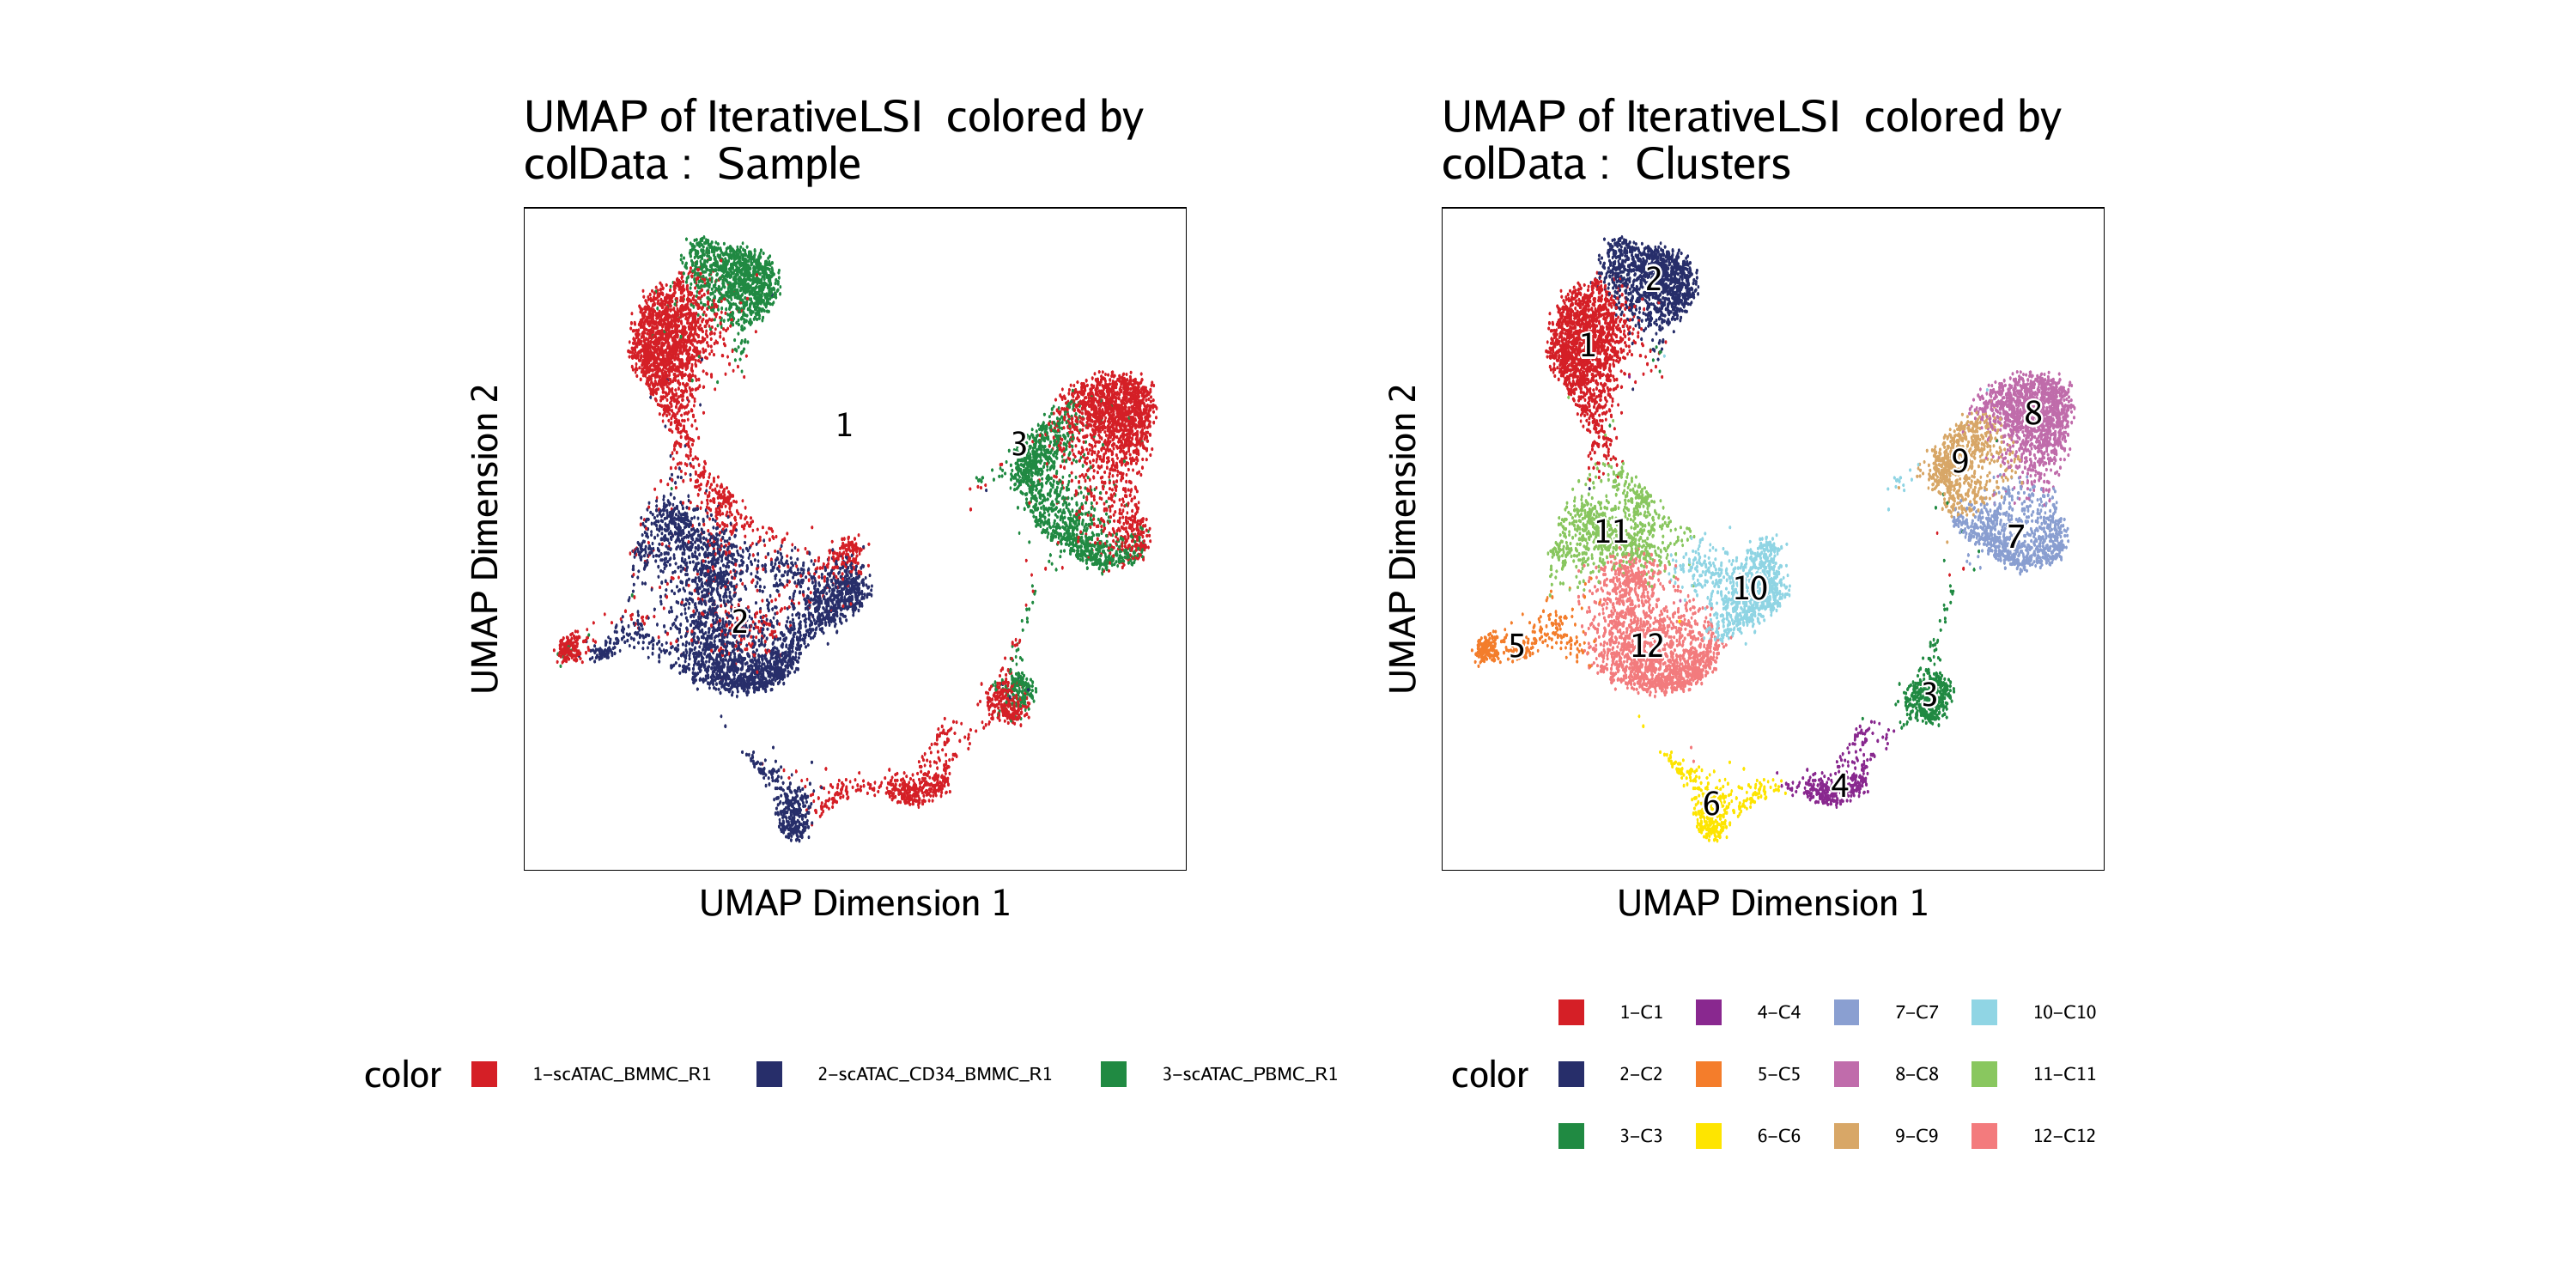 UMAP of IterativeLSI  colored by
colData :  Sample
UMAP Dimension 2
1
3
2
UMAP Dimension 1
color
1−scATAC_BMMC_R1
2−scATAC_CD34_BMMC_R1
3−scATAC_PBMC_R1
UMAP of IterativeLSI  colored by
colData :  Clusters
UMAP Dimension 2
2
1
8
9
11
7
10
5
12
3
4
6
UMAP Dimension 1
color
1−C1
4−C4
7−C7
10−C10
2−C2
5−C5
8−C8
11−C11
3−C3
6−C6
9−C9
12−C12